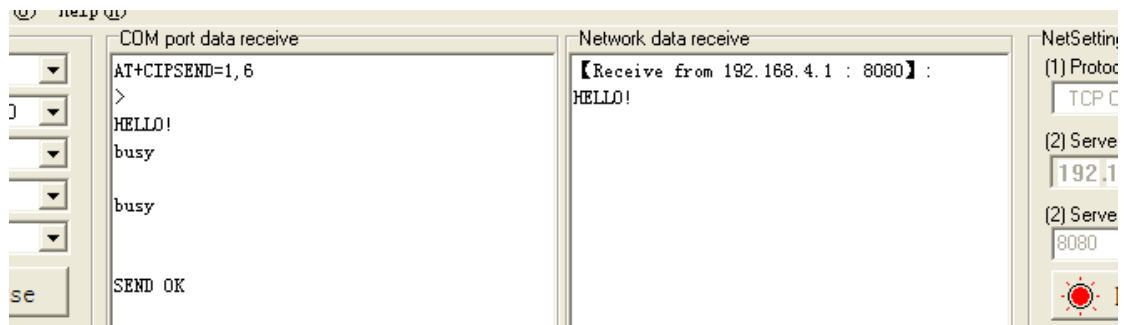 COM port data receive
AT+CIPSEND=1,6
>
HELLO!
busy
busy
SEND OK
Network data receive
【Receive from 192.168.4.1 : 8080】:
HELLO!
NetSetting
(1) Protoc
TCP C
(2) Serve
192.1
(2) Serve
8080
se